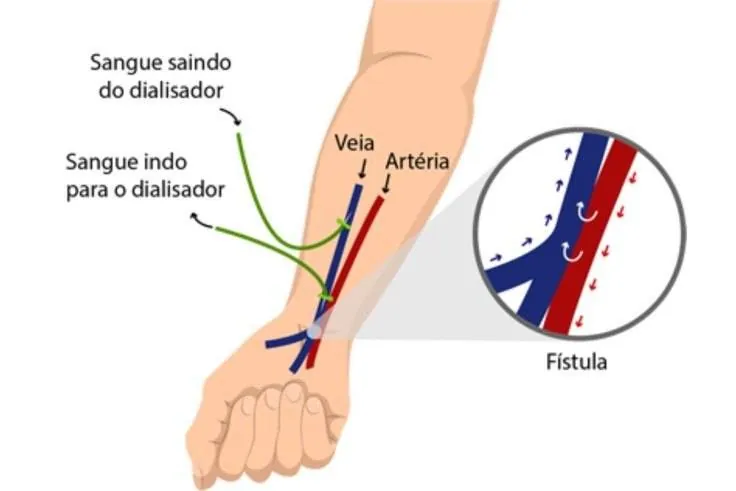 Sangue saindo
do dialisador
Sangue indo
para o dialisador
Veia
Artéria
Fístula